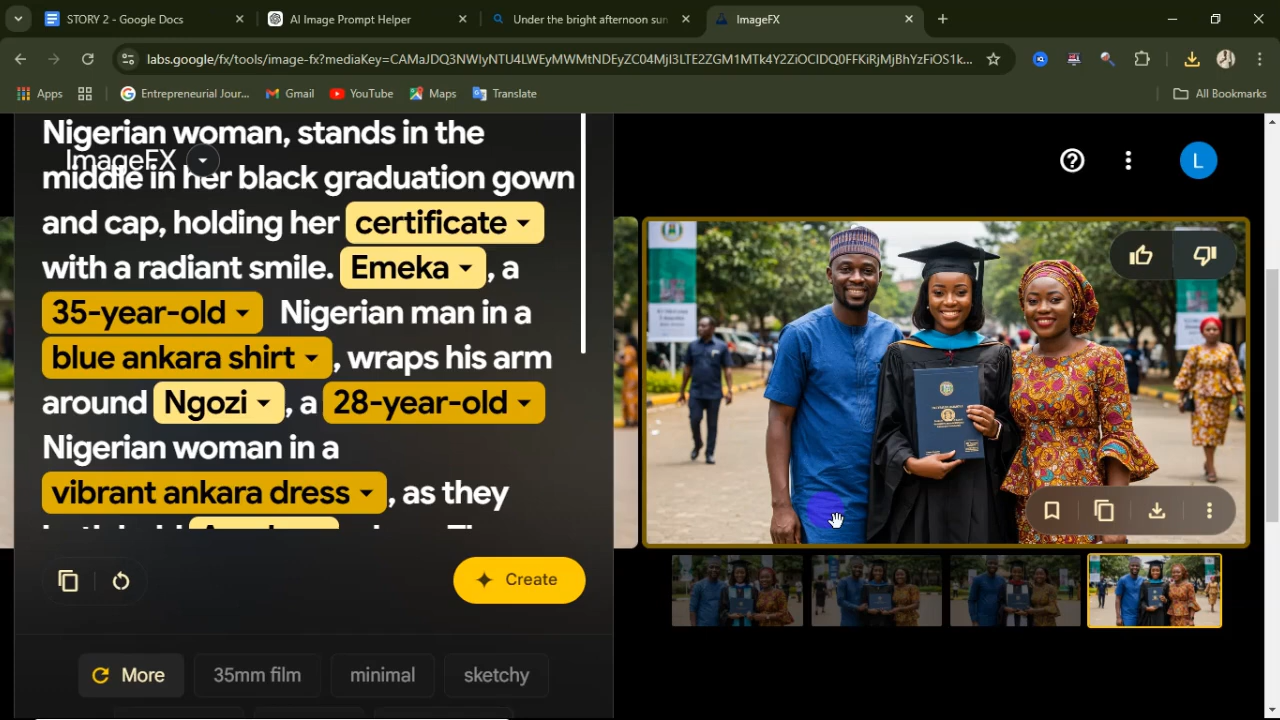 STORY 2 - Google Docs
AI Image Prompt Helper
Under the bright afternoon sun
ImageFX
labs.google/fx/tools/image-fx?mediaKey=CAMaJDQ3NWIyNTU4LWEyMWMtNDEyZC04MjI3LTE2ZGM1MTk4Y2ZiOCIDQ0FFKiRjMjBhYzFiOS1k...
Apps
Entrepreneurial Jour...
Gmail
YouTube
Maps
Translate
All Bookmarks
ImageFX
L
Nigerian woman, stands in the
middle in her black graduation gown
and cap, holding her certificate
with a radiant smile. Emeka, a
35-year-old Nigerian man in a
blue ankara shirt, wraps his arm
around Ngozi, a 28-year-old
Nigerian woman in a
vibrant ankara dress, as they
Create
More
35mm film
minimal
sketchy